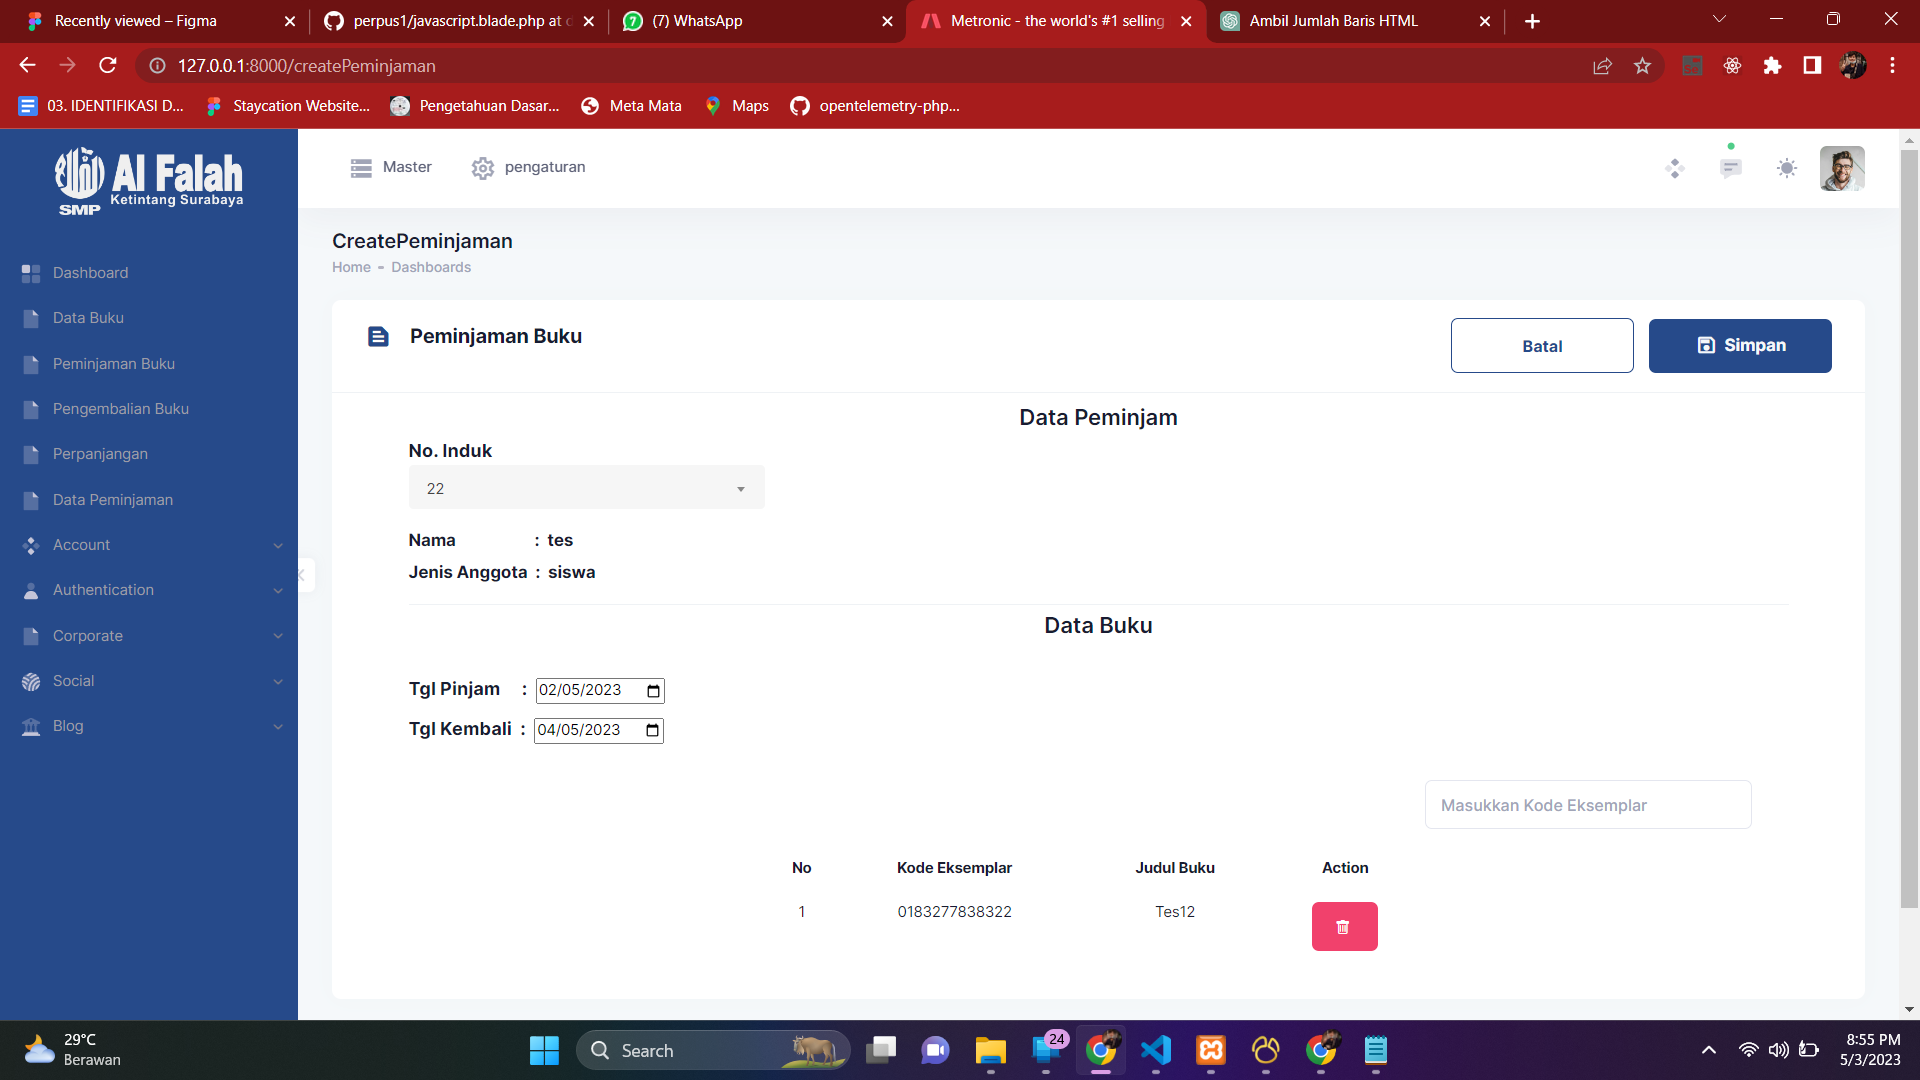 Recently viewed – Figma
perpus1/javascript.blade.php at d
(7) WhatsApp
Metronic - the world's #1 selling
Ambil Jumlah Baris HTML
127.0.0.1:8000/createPeminjaman
03. IDENTIFIKASI D...
Staycation Website...
Pengetahuan Dasar...
Meta Mata
Maps
opentelemetry-php...
Al Falah
Ketintang Surabaya
SMP
Master
pengaturan
CreatePeminjaman
Home - Dashboards
Dashboard
Data Buku
Peminjaman Buku
Pengembalian Buku
Perpanjangan
Data Peminjaman
Account
Authentication
Corporate
Social
Blog
Peminjaman Buku
Batal
Simpan
Data Peminjam
No. Induk
22
Nama : tes
Jenis Anggota : siswa
Data Buku
Tgl Pinjam : 02/05/2023
Tgl Kembali : 04/05/2023
Masukkan Kode Eksemplar
No Kode Eksemplar Judul Buku Action
1 0183277838322 Tes12
29°C
Berawan
Search
24
8:55 PM
5/3/2023